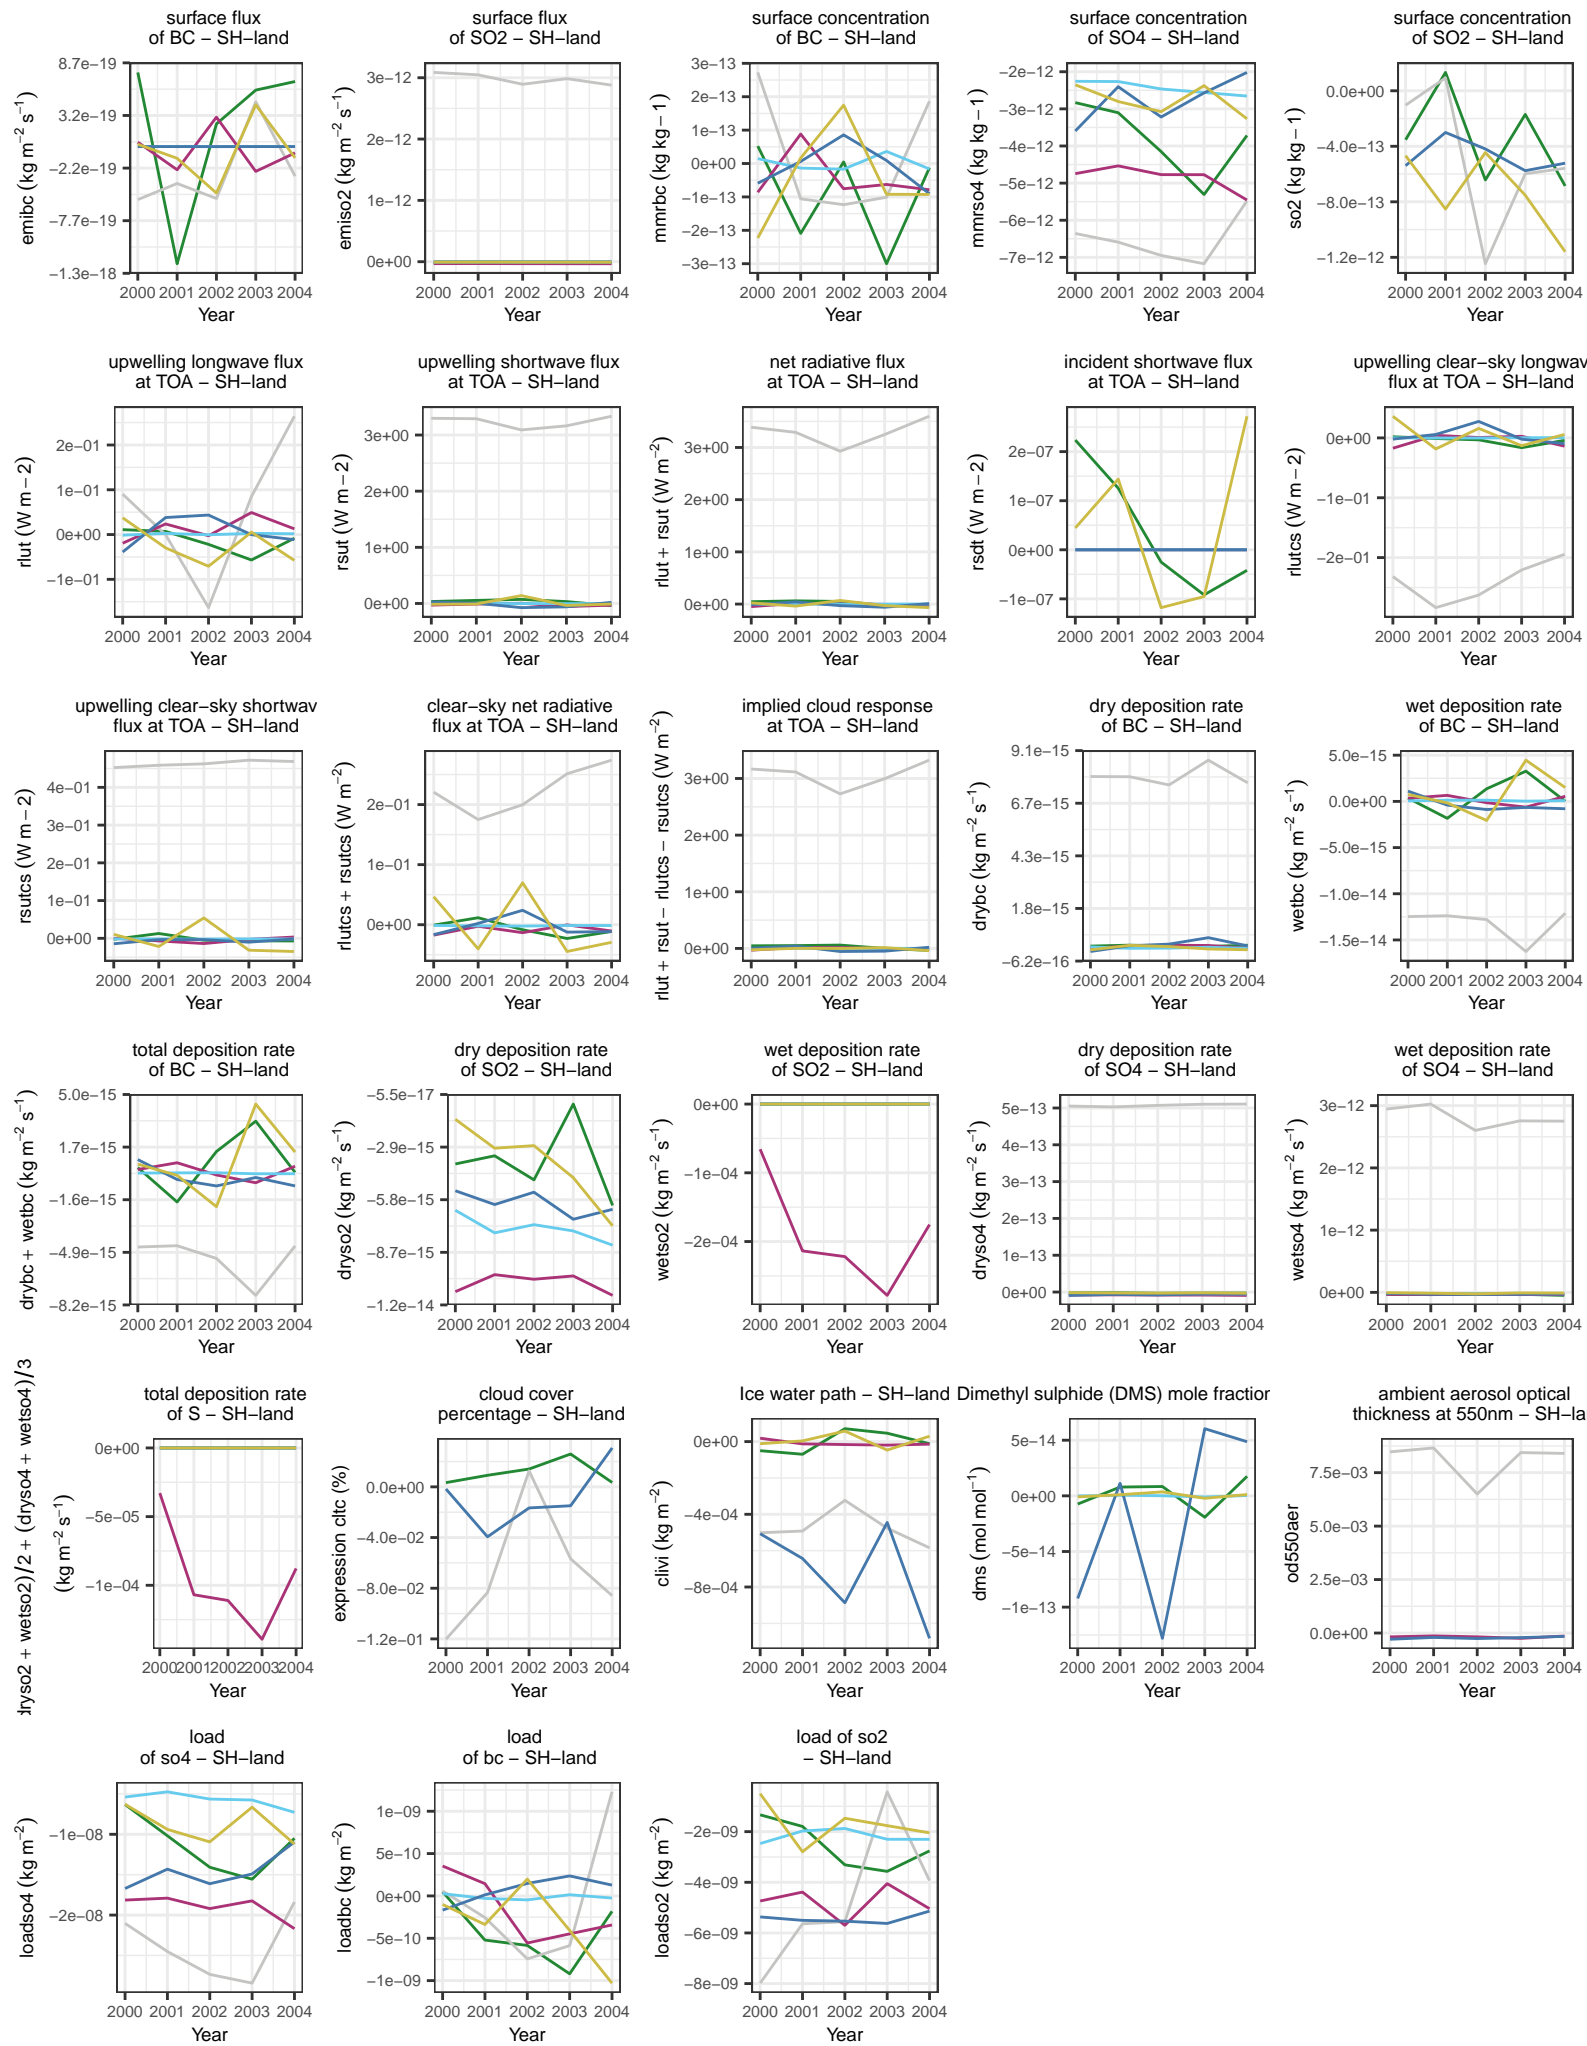 surface flux
of BC − SH−land
emibc (kg m−2 s−1)
8.7e−19
3.2e−19
−2.2e−19
−7.7e−19
−1.3e−18
2000 2001 2002 2003 2004
Year
surface flux
of SO2 − SH−land
emiso2 (kg m−2 s−1)
3e−12
2e−12
1e−12
0e+00
2000 2001 2002 2003 2004
Year
surface concentration
of BC − SH−land
mmrbc (kg kg − 1)
3e−13
2e−13
1e−13
0e+00
−1e−13
−2e−13
−3e−13
2000 2001 2002 2003 2004
Year
surface concentration
of SO4 − SH−land
mmrso4 (kg kg − 1)
−2e−12
−3e−12
−4e−12
−5e−12
−6e−12
−7e−12
2000 2001 2002 2003 2004
Year
surface concentration
of SO2 − SH−land
so2 (kg kg − 1)
0.0e+00
−4.0e−13
−8.0e−13
−1.2e−12
2000 2001 2002 2003 2004
Year
upwelling longwave flux
at TOA − SH−land
rlut (W m − 2)
2e−01
1e−01
0e+00
−1e−01
2000 2001 2002 2003 2004
Year
upwelling shortwave flux
at TOA − SH−land
rsut (W m − 2)
3e+00
2e+00
1e+00
0e+00
2000 2001 2002 2003 2004
Year
net radiative flux
at TOA − SH−land
rlut + rsut (W m−2)
3e+00
2e+00
1e+00
0e+00
2000 2001 2002 2003 2004
Year
incident shortwave flux
at TOA − SH−land
rsdt (W m − 2)
2e−07
1e−07
0e+00
−1e−07
2000 2001 2002 2003 2004
Year
upwelling clear−sky longwav
flux at TOA − SH−land
rlutcs (W m − 2)
0e+00
−1e−01
−2e−01
2000 2001 2002 2003 2004
Year
upwelling clear−sky shortwav
flux at TOA − SH−land
rsutcs (W m − 2)
4e−01
3e−01
2e−01
1e−01
0e+00
2000 2001 2002 2003 2004
Year
clear−sky net radiative
flux at TOA − SH−land
rlutcs + rsutcs (W m−2)
2e−01
1e−01
0e+00
2000 2001 2002 2003 2004
Year
implied cloud response
at TOA − SH−land
rlut + rsut − rlutcs − rsutcs (W m−2)
3e+00
2e+00
1e+00
0e+00
2000 2001 2002 2003 2004
Year
dry deposition rate
of BC − SH−land
drybc (kg m−2 s−1)
9.1e−15
6.7e−15
4.3e−15
1.8e−15
−6.2e−16
2000 2001 2002 2003 2004
Year
wet deposition rate
of BC − SH−land
wetbc (kg m−2 s−1)
5.0e−15
0.0e+00
−5.0e−15
−1.0e−14
−1.5e−14
2000 2001 2002 2003 2004
Year
total deposition rate
of BC − SH−land
drybc + wetbc (kg m−2 s−1)
5.0e−15
1.7e−15
−1.6e−15
−4.9e−15
−8.2e−15
2000 2001 2002 2003 2004
Year
dry deposition rate
of SO2 − SH−land
dryso2 (kg m−2 s−1)
−5.5e−17
−2.9e−15
−5.8e−15
−8.7e−15
−1.2e−14
2000 2001 2002 2003 2004
Year
wet deposition rate
of SO2 − SH−land
wetso2 (kg m−2 s−1)
0e+00
−1e−04
−2e−04
2000 2001 2002 2003 2004
Year
dry deposition rate
of SO4 − SH−land
dryso4 (kg m−2 s−1)
5e−13
4e−13
3e−13
2e−13
1e−13
0e+00
2000 2001 2002 2003 2004
Year
wet deposition rate
of SO4 − SH−land
wetso4 (kg m−2 s−1)
3e−12
2e−12
1e−12
0e+00
2000 2001 2002 2003 2004
Year
total deposition rate
of S − SH−land
dryso2 + wetso2)/2 + (dryso4 + wetso4)/3
(kg m−2 s−1)
0e+00
−5e−05
−1e−04
2000 2001 2002 2003 2004
Year
cloud cover
percentage − SH−land
expression cltc (%)
0.0e+00
−4.0e−02
−8.0e−02
−1.2e−01
2000 2001 2002 2003 2004
Year
Ice water path − SH−land
clivi (kg m−2)
0e+00
−4e−04
−8e−04
2000 2001 2002 2003 2004
Year
Dimethyl sulphide (DMS) mole fraction
dms (mol mol−1)
5e−14
0e+00
−5e−14
−1e−13
2000 2001 2002 2003 2004
Year
ambient aerosol optical
thickness at 550nm − SH−la
od550aer
7.5e−03
5.0e−03
2.5e−03
0.0e+00
2000 2001 2002 2003 2004
Year
load
of so4 − SH−land
loadso4 (kg m−2)
−1e−08
−2e−08
2000 2001 2002 2003 2004
Year
load
of bc − SH−land
loadbc (kg m−2)
1e−09
5e−10
0e+00
−5e−10
−1e−09
2000 2001 2002 2003 2004
Year
load of so2
− SH−land
loadso2 (kg m−2)
−2e−09
−4e−09
−6e−09
−8e−09
2000 2001 2002 2003 2004
Year